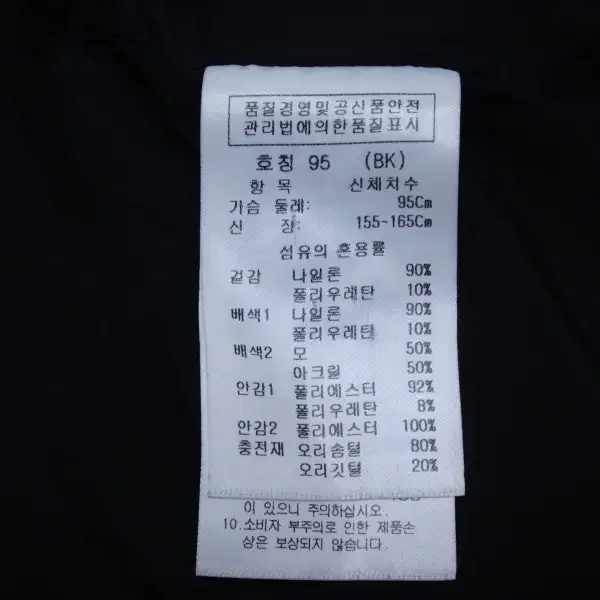 품질경영및공산품안전
관리법에의한품질표시
호칭 95 (BK)
항 목 신체치수
가슴 둘레: 95Cm
신 장: 155~165Cm
섬유의 혼용률
겉감 나일론 90%
폴리우레탄 10%
배색1 나일론 90%
폴리우레탄 10%
배색2 모 50%
아크릴 50%
안감1 폴리에스터 92%
폴리우레탄 8%
안감2 폴리에스터 100%
충전재 오리솜털 80%
오리깃털 20%
이 있으니 주의하십시오.
10.소비자 부주의로 인한 제품손
상은 보상되지 않습니다.